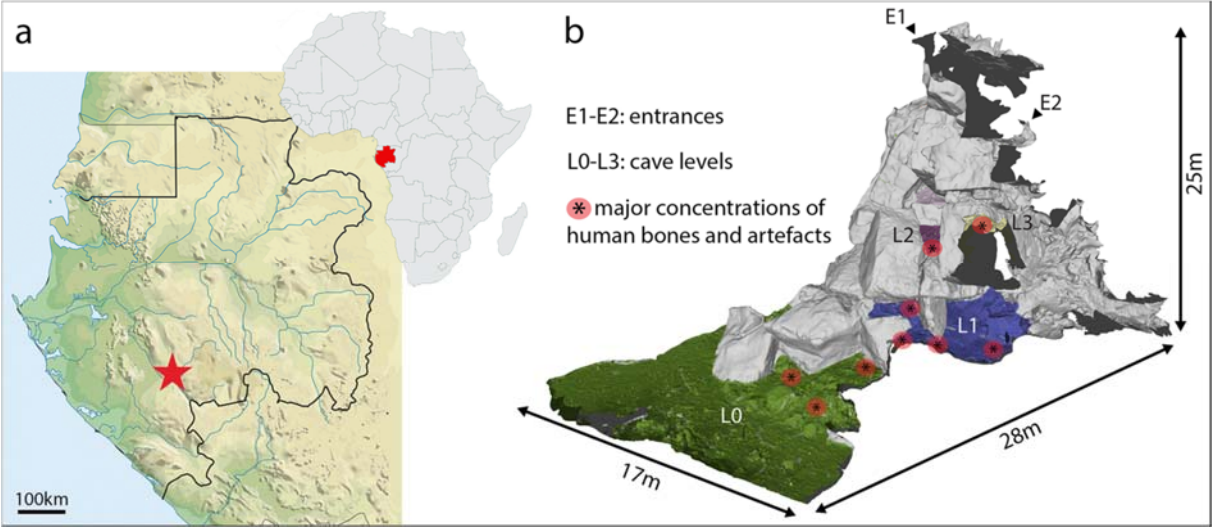 a
100km
b
E1
E2
E1-E2: entrances
L0-L3: cave levels
* major concentrations of
human bones and artefacts
L2
L3
L1
L0
25m
28m
17m